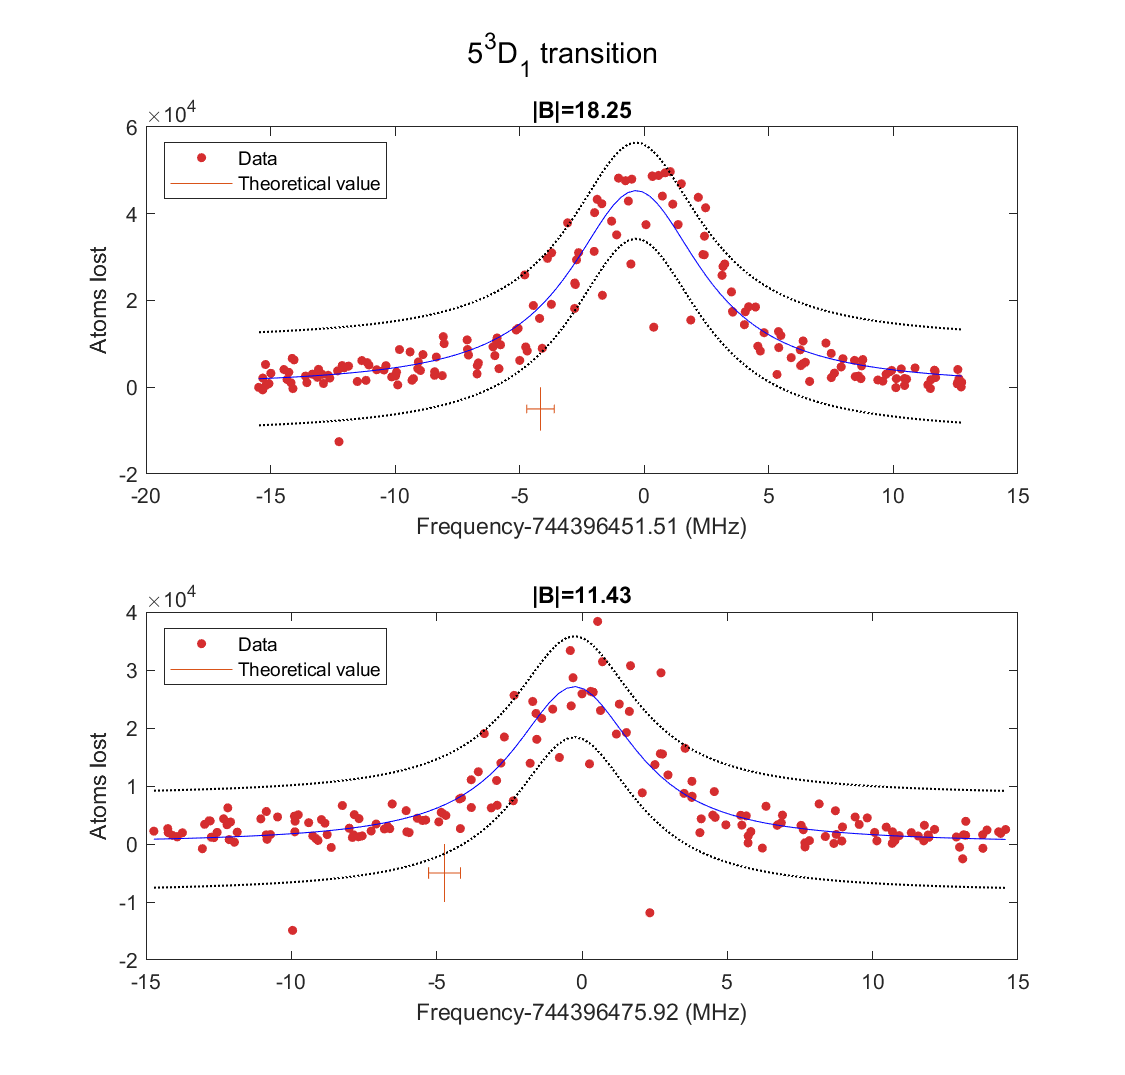 5³D₁ transition
|B|=18.25
×10⁴
Data
Theoretical value
6
4
2
0
-2
Atoms lost
-20 -15 -10 -5 0 5 10 15
Frequency-744396451.51 (MHz)
|B|=11.43
×10⁴
Data
Theoretical value
4
3
2
1
0
-1
-2
Atoms lost
-15 -10 -5 0 5 10 15
Frequency-744396475.92 (MHz)